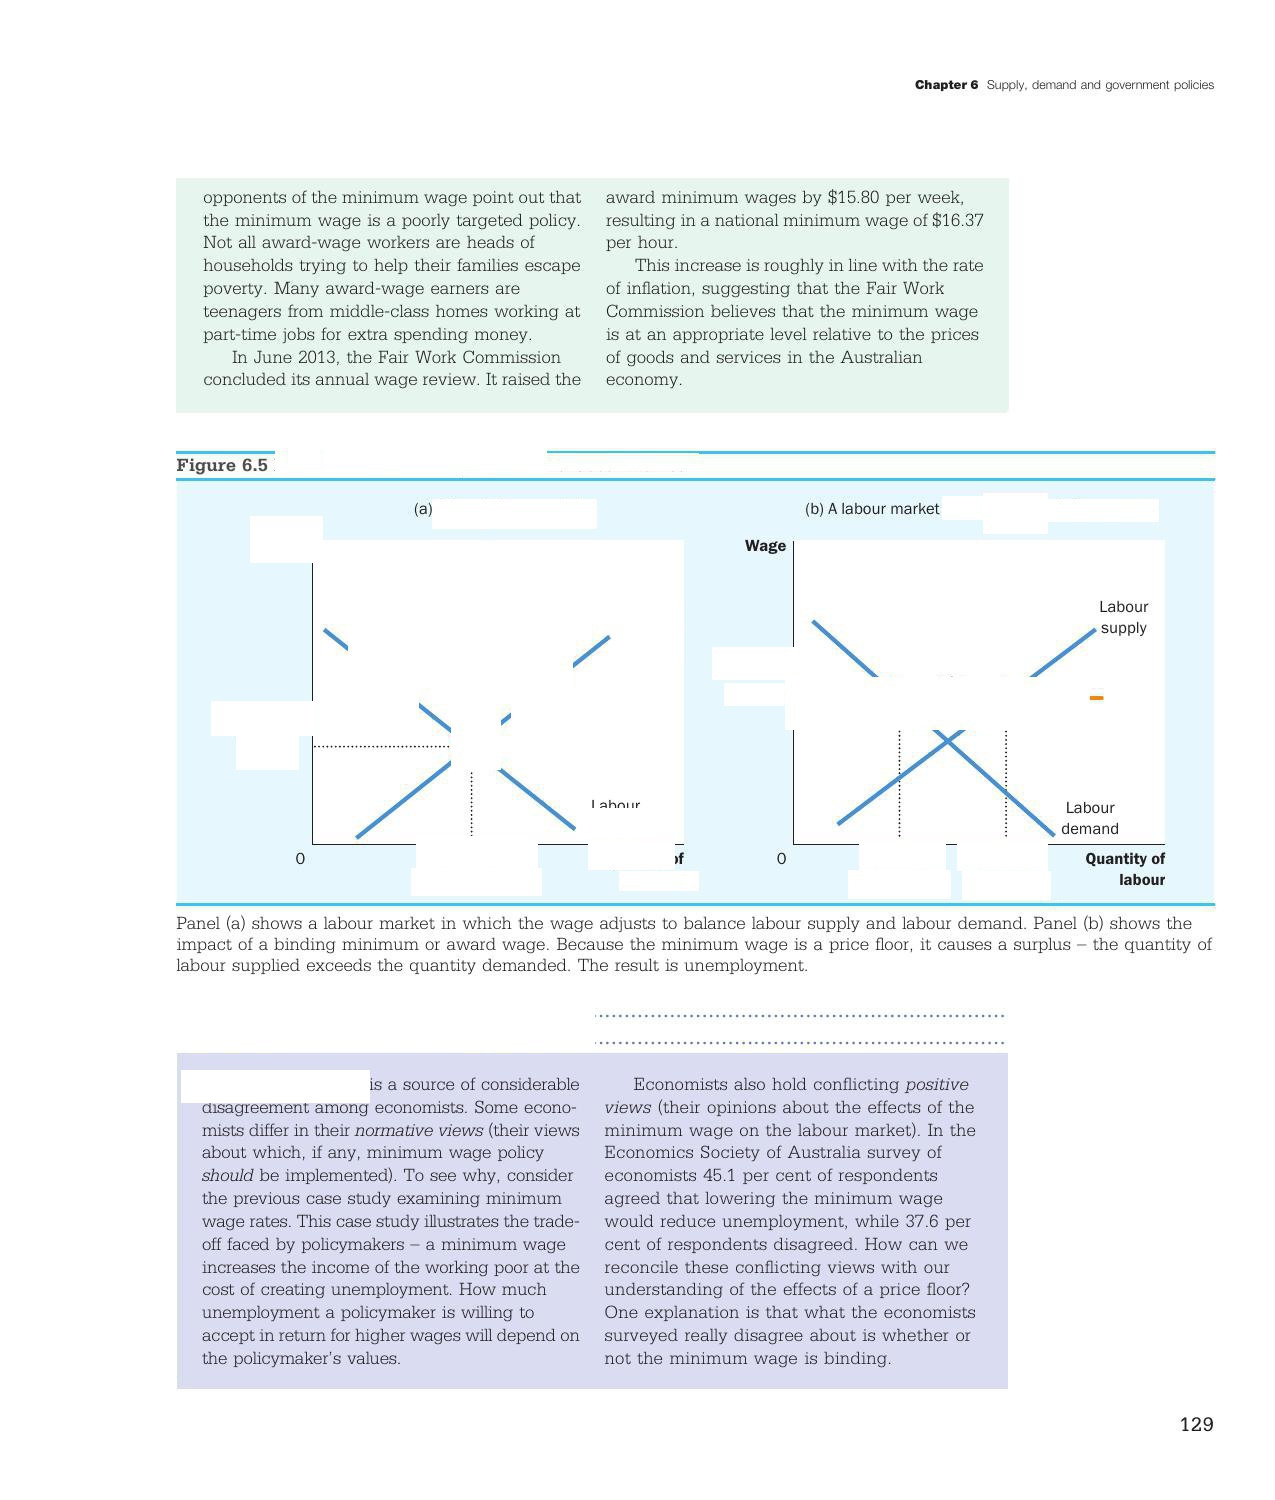 Chapter 6 Supply, demand and government policies
opponents of the minimum wage point out that
the minimum wage is a poorly targeted policy.
Not all award-wage workers are heads of
households trying to help their families escape
poverty. Many award-wage earners are
teenagers from middle-class homes working at
part-time jobs for extra spending money.
In June 2013, the Fair Work Commission
concluded its annual wage review. It raised the
award minimum wages by $15.80 per week,
resulting in a national minimum wage of $16.37
per hour.
This increase is roughly in line with the rate
of inflation, suggesting that the Fair Work
Commission believes that the minimum wage
is at an appropriate level relative to the prices
of goods and services in the Australian
economy.
Figure 6.5
(a)
Labour
0
of
(b) A labour market
Wage
Labour
supply
Labour
demand
0
Quantity of
labour
Panel (a) shows a labour market in which the wage adjusts to balance labour supply and labour demand. Panel (b) shows the
impact of a binding minimum or award wage. Because the minimum wage is a price floor, it causes a surplus – the quantity of
labour supplied exceeds the quantity demanded. The result is unemployment.
is a source of considerable
disagreement among economists. Some econo-
mists differ in their normative views (their views
about which, if any, minimum wage policy
should be implemented). To see why, consider
the previous case study examining minimum
wage rates. This case study illustrates the trade-
off faced by policymakers – a minimum wage
increases the income of the working poor at the
cost of creating unemployment. How much
unemployment a policymaker is willing to
accept in return for higher wages will depend on
the policymaker's values.
Economists also hold conflicting positive
views (their opinions about the effects of the
minimum wage on the labour market). In the
Economics Society of Australia survey of
economists 45.1 per cent of respondents
agreed that lowering the minimum wage
would reduce unemployment, while 37.6 per
cent of respondents disagreed. How can we
reconcile these conflicting views with our
understanding of the effects of a price floor?
One explanation is that what the economists
surveyed really disagree about is whether or
not the minimum wage is binding.
129